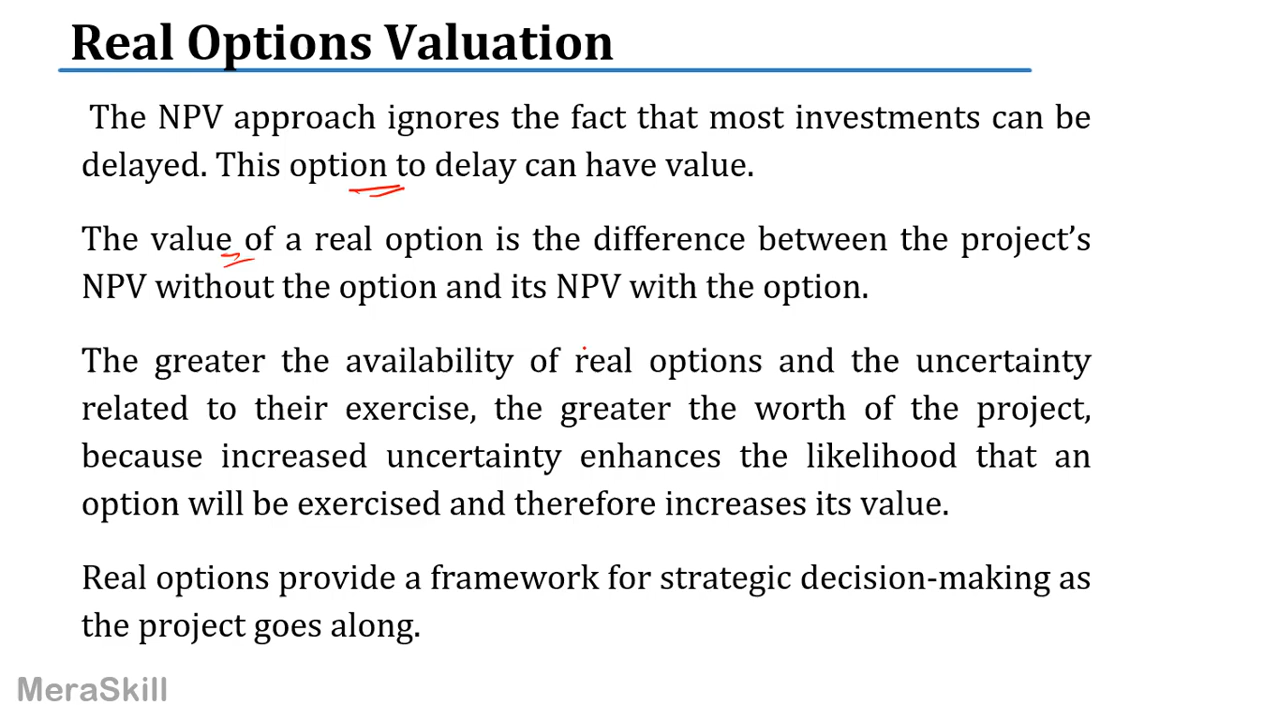 Real Options Valuation
The NPV approach ignores the fact that most investments can be
delayed. This option to delay can have value.
The value of a real option is the difference between the project's
NPV without the option and its NPV with the option.
The greater the availability of real options and the uncertainty
related to their exercise, the greater the worth of the project,
because increased uncertainty enhances the likelihood that an
option will be exercised and therefore increases its value.
Real options provide a framework for strategic decision-making as
the project goes along.
MeraSkill